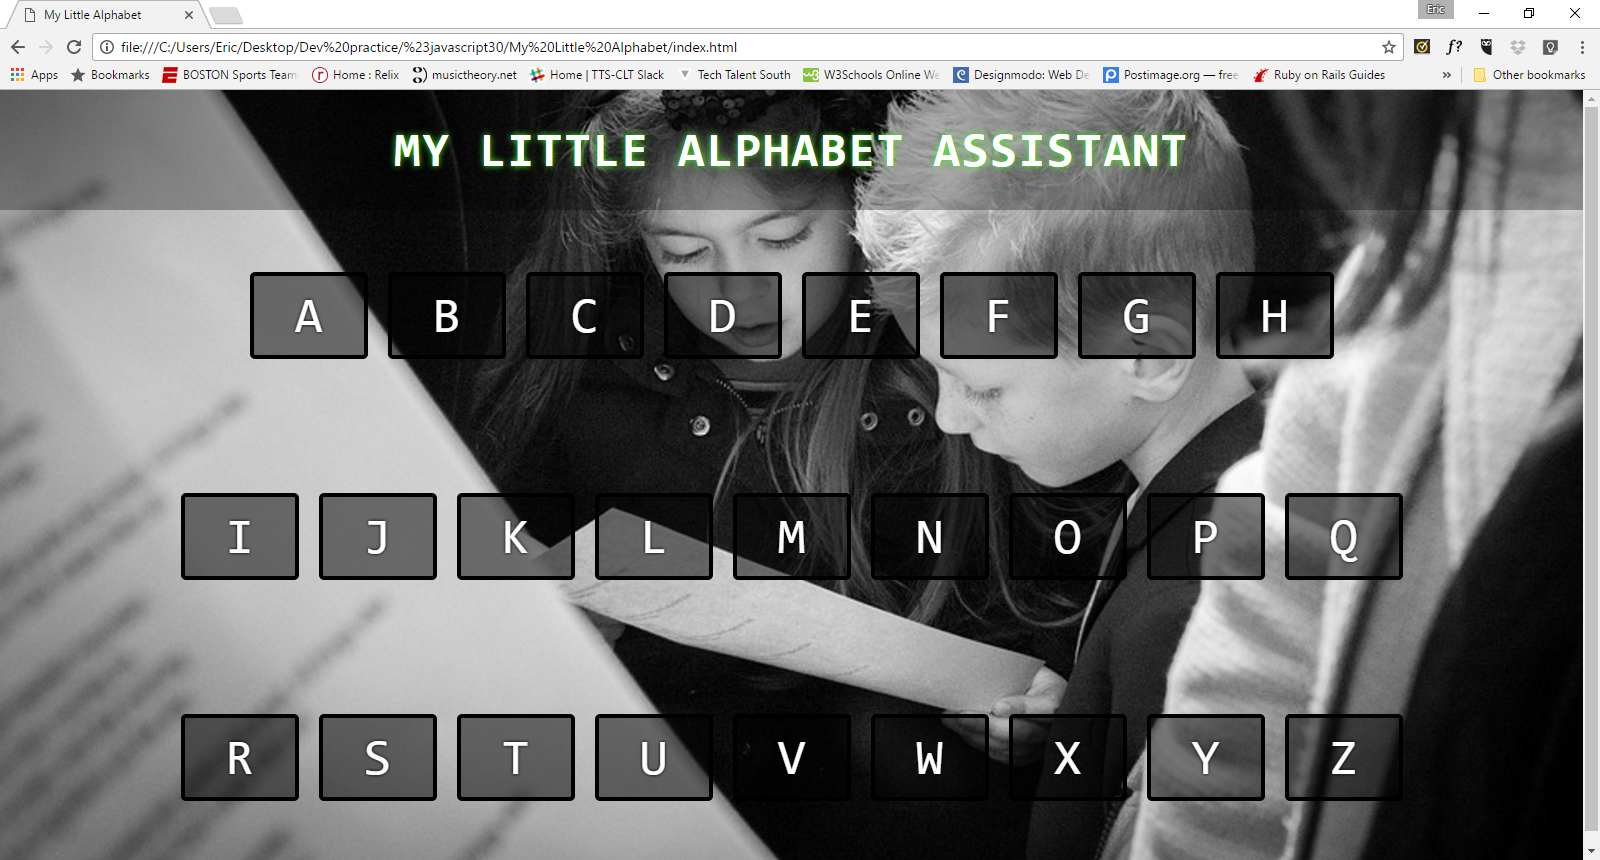 My Little Alphabet
Eric
file:///C:/Users/Eric/Desktop/Dev%20practice/%23javascript30/My%20Little%20Alphabet/index.html
f?
Apps Bookmarks BOSTON Sports Team Home : Relix musictheory.net Home | TTS-CLT Slack Tech Talent South W3Schools Online We Designmodo: Web De Postimage.org — free Ruby on Rails Guides » Other bookmarks
MY LITTLE ALPHABET ASSISTANT
A B C D E F G H
I J K L M N O P Q
R S T U V W X Y Z